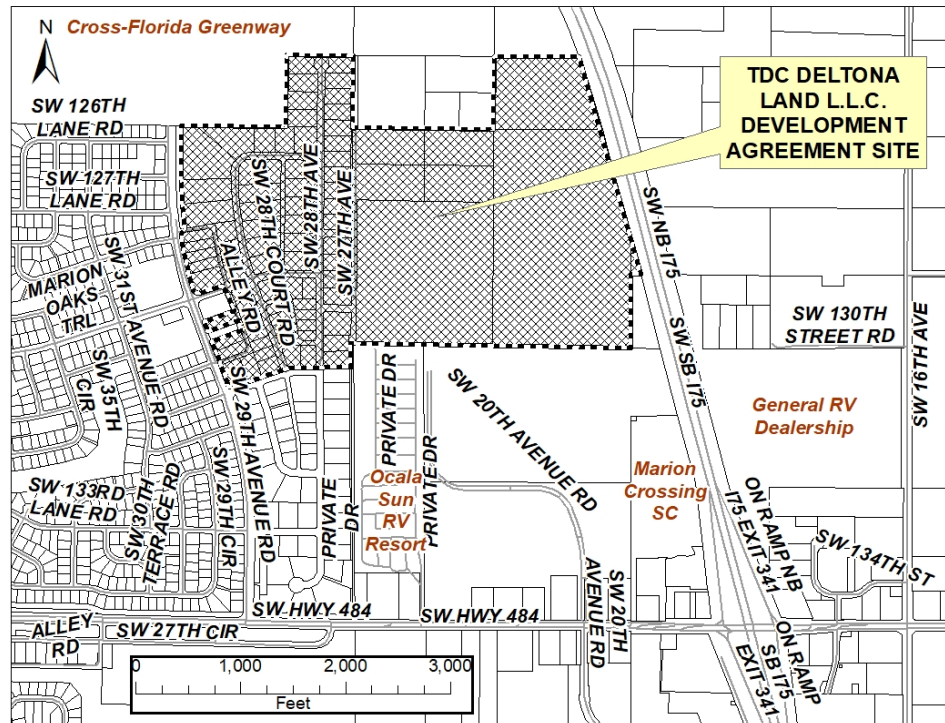 N
Cross-Florida Greenway
TDC DELTONA
LAND L.L.C.
DEVELOPMENT
AGREEMENT SITE
SW 126TH
LANE RD
SW 127TH
LANE RD
SW 28TH AVE
SW 27TH AVE
SW 28TH COURT RD
ALLEY RD
SW 31ST AVENUE RD
MARION
OAKS
TRL
SW NB I75
SW SB I75
SW 130TH
STREET RD
SW 16TH AVE
SW 35TH
CIR
SW 29TH AVENUE RD
PRIVATE DR
SW 20TH AVENUE RD
General RV
Dealership
PRIVATE DR
Ocala
Sun
RV
Resort
Marion
Crossing
SC
SW 133RD
LANE RD
SW 30TH
TERRACE RD
SW 29TH CIR
PRIVATE
DR
ON RAMP NB
I75 EXIT 341
SW 134TH ST
SW HWY 484
SW HWY 484
AVENUE RD
SW 20TH
ALLEY
RD
SW 27TH CIR
ON RAMP
SB I75
EXIT 341
0 1,000 2,000 3,000
Feet